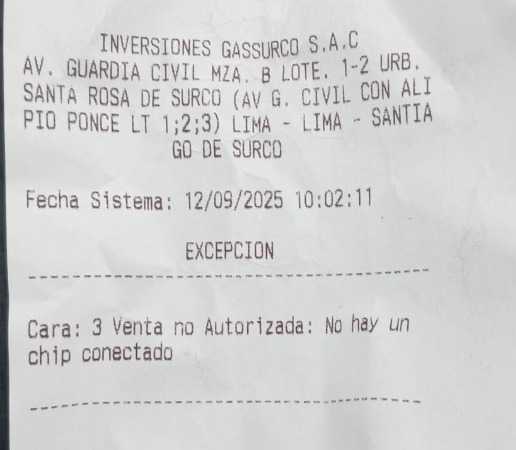 INVERSIONES GASSURCO S.A.C
AV. GUARDIA CIVIL MZA. B LOTE. 1-2 URB.
SANTA ROSA DE SURCO (AV G. CIVIL CON ALI
PIO PONCE LT 1;2;3) LIMA - LIMA - SANTIA
GO DE SURCO
Fecha Sistema: 12/09/2025 10:02:11
EXCEPCION
----------------------------------------
Cara: 3 Venta no Autorizada: No hay un
chip conectado
----------------------------------------